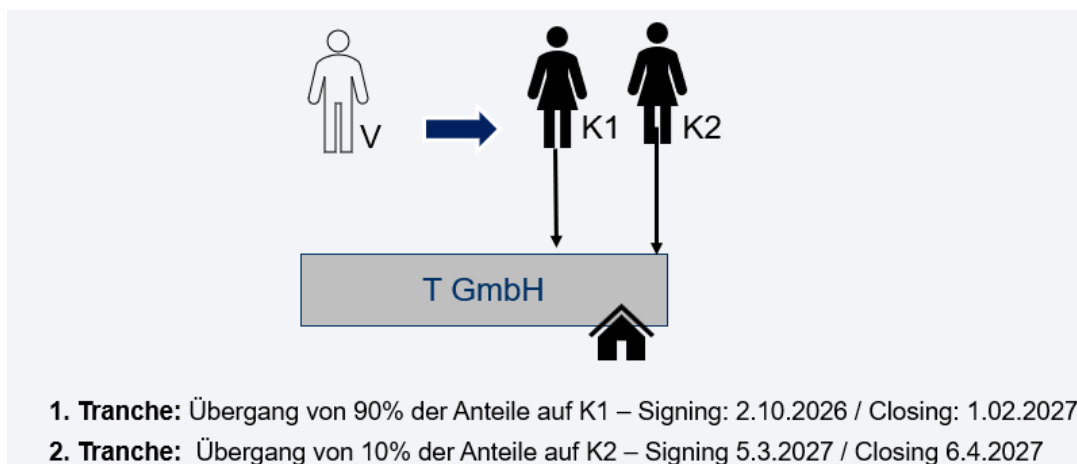 V
K1
K2
T GmbH
1. Tranche: Übergang von 90% der Anteile auf K1 – Signing: 2.10.2026 / Closing: 1.02.2027
2. Tranche: Übergang von 10% der Anteile auf K2 – Signing 5.3.2027 / Closing 6.4.2027